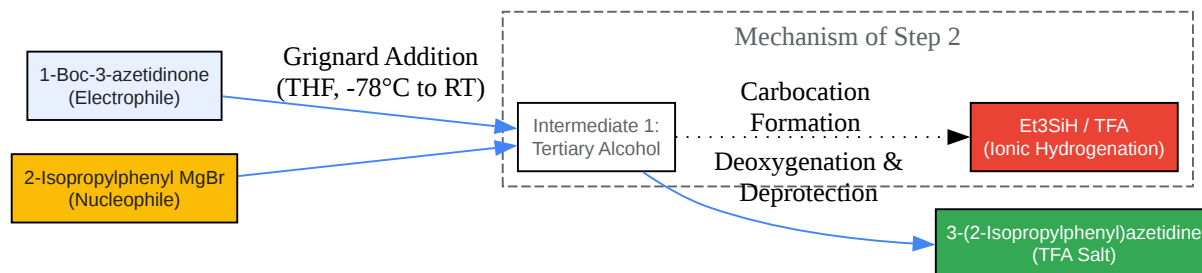 Mechanism of Step 2
1-Boc-3-azetidinone
(Electrophile)
Grignard Addition
(THF, -78°C to RT)
2-Isopropylphenyl MgBr
(Nucleophile)
Intermediate 1:
Tertiary Alcohol
Carbocation
Formation
Et3SiH / TFA
(Ionic Hydrogenation)
Deoxygenation &
Deprotection
3-(2-Isopropylphenyl)azetidine
(TFA Salt)